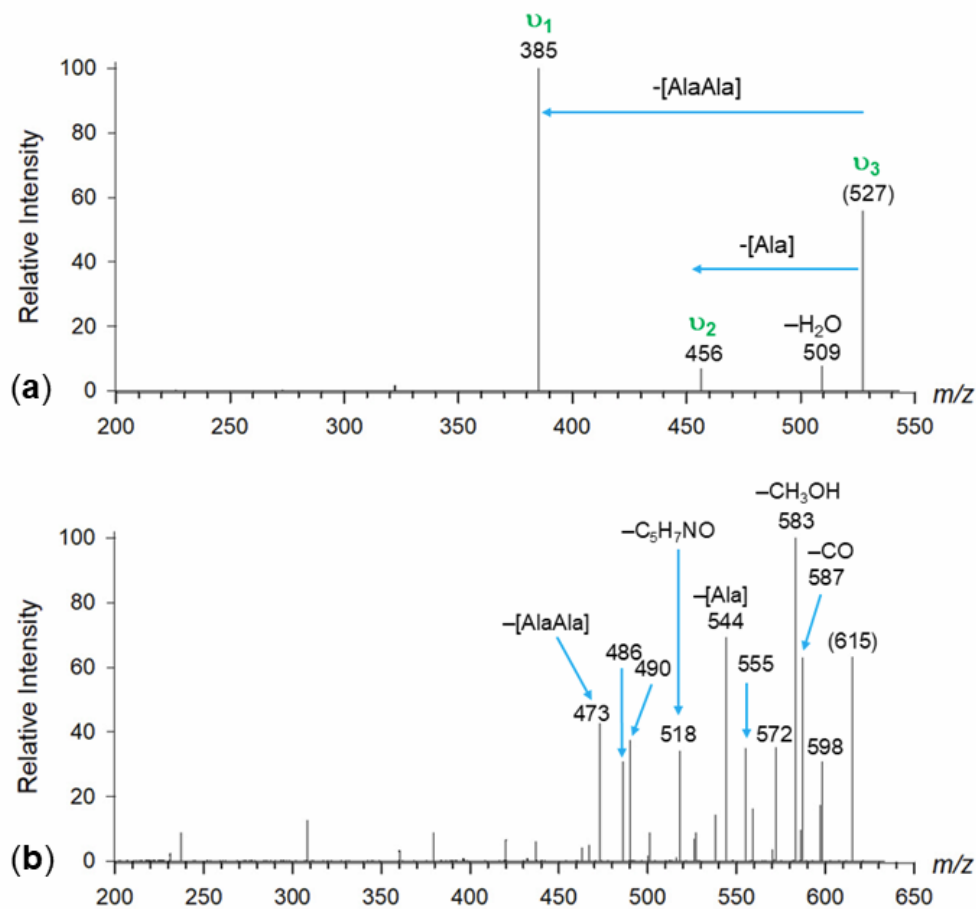 υ1
385
100
-[AlaAla]
80
υ3
(527)
60
-[Ala]
40
υ2
–H2O
20
456
509
0
m/z
200 250 300 350 400 450 500 550
Relative Intensity
(a)
–CH3OH
583
100
–C5H7NO
–CO
587
80
–[Ala]
544
–[AlaAla]
(615)
486
490
555
60
473
518
572
598
40
20
0
m/z
200 250 300 350 400 450 500 550 600 650
Relative Intensity
(b)